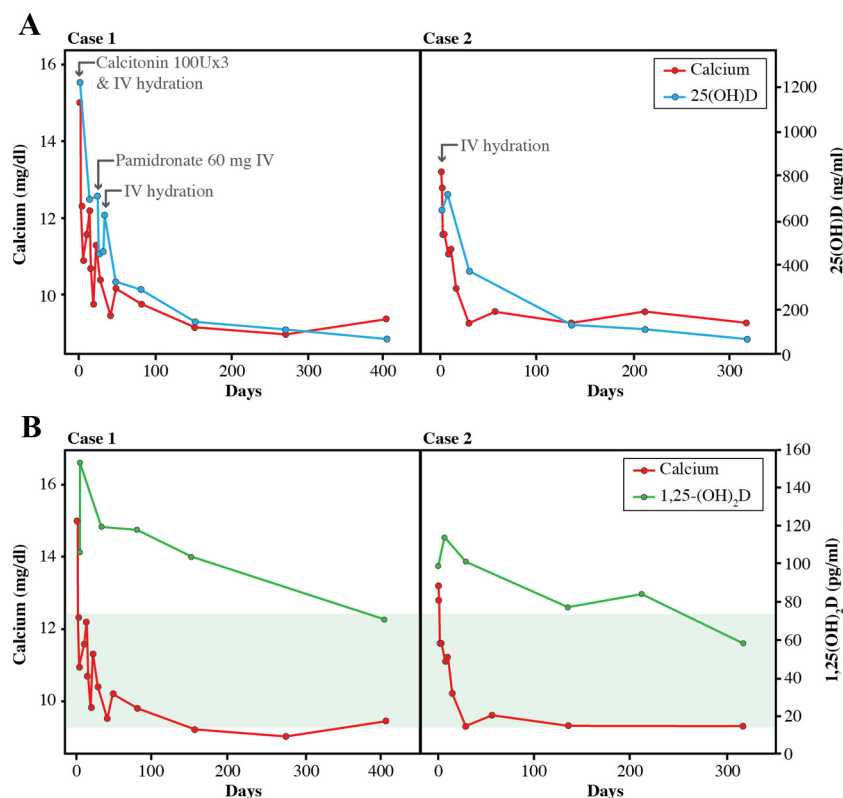 A
Case 1
Case 2
Calcitonin 100Ux3
& IV hydration
Pamidronate 60 mg IV
IV hydration
IV hydration
Calcium
25(OH)D
Calcium (mg/dl)
16
14
12
10
25(OH)D (ng/ml)
1200
1000
800
600
400
200
0
0
100
200
300
400
0
100
200
300
Days
Days
B
Case 1
Case 2
Calcium
1,25-(OH)₂D
Calcium (mg/dl)
16
14
12
10
1,25(OH)₂D (pg/ml)
160
140
120
100
80
60
40
20
0
0
100
200
300
400
0
100
200
300
Days
Days